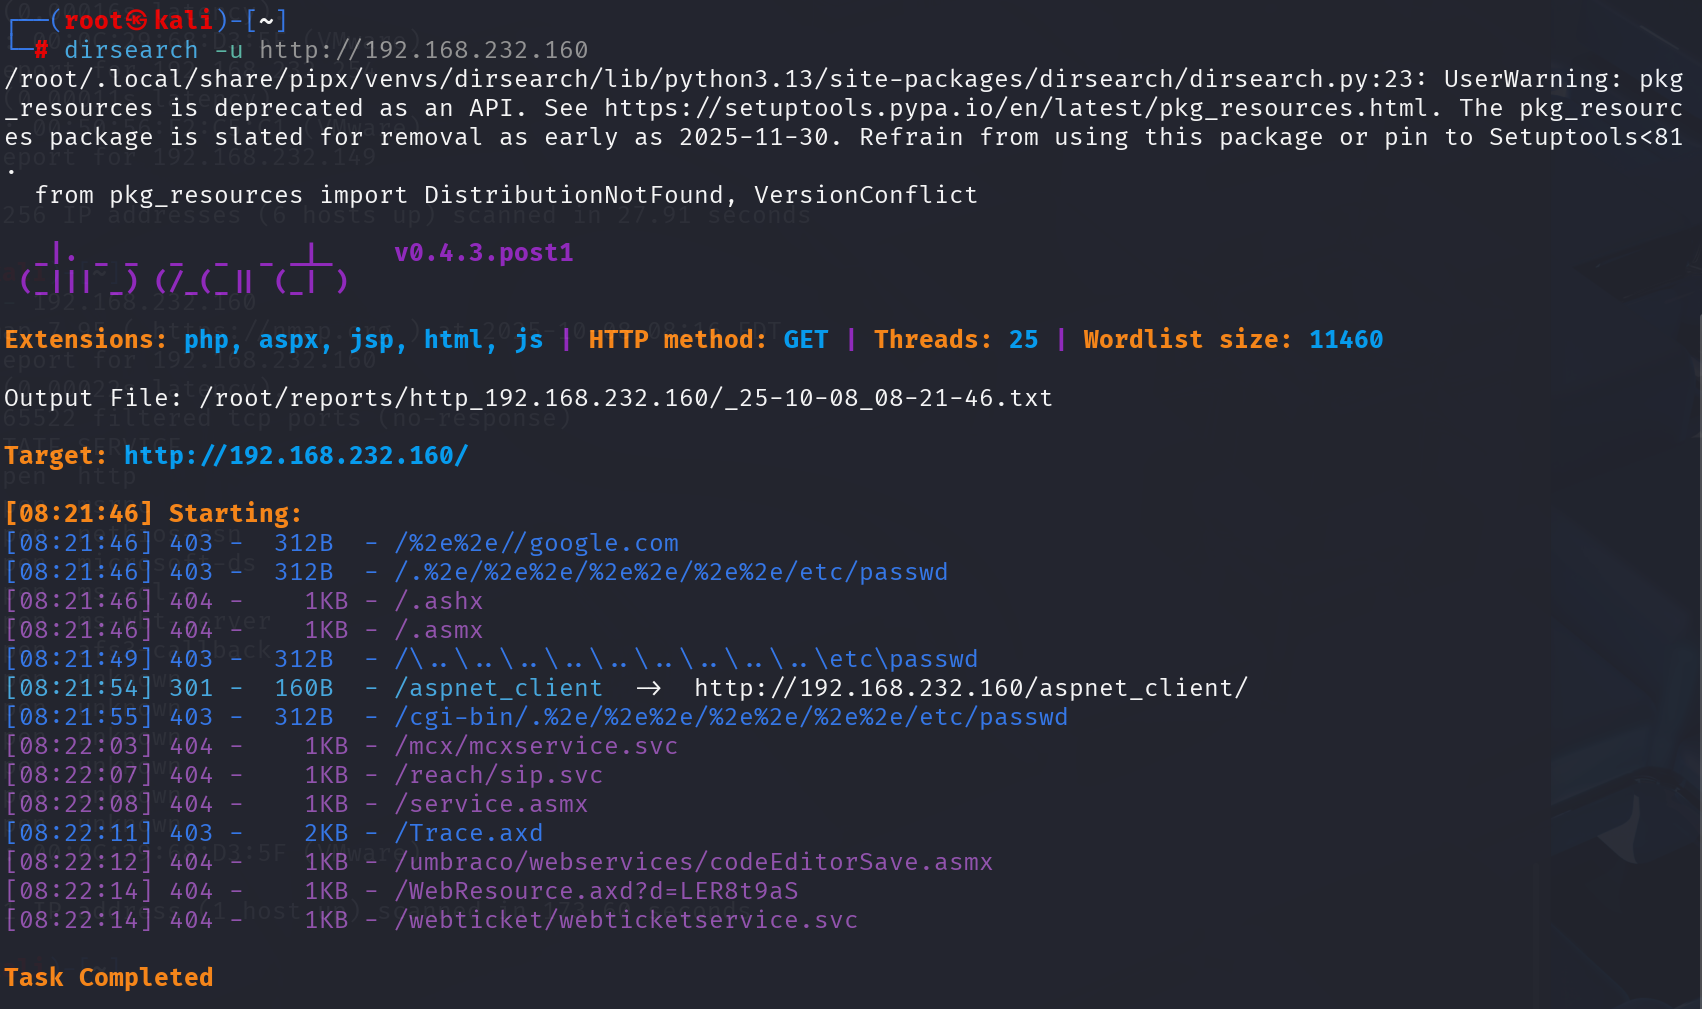 ┌──(root㉿kali)-[~]
└─# dirsearch -u http://192.168.232.160
/root/.local/share/pipx/venvs/dirsearch/lib/python3.13/site-packages/dirsearch/dirsearch.py:23: UserWarning: pkg
_resources is deprecated as an API. See https://setuptools.pypa.io/en/latest/pkg_resources.html. The pkg_resourc
es package is slated for removal as early as 2025-11-30. Refrain from using this package or pin to Setuptools<81
.
  from pkg_resources import DistributionNotFound, VersionConflict
  _|. _ _  _  _  _ _|_    v0.4.3.post1
 (_||| _) (/_(_|| (_| )
Extensions: php, aspx, jsp, html, js | HTTP method: GET | Threads: 25 | Wordlist size: 11460
Output File: /root/reports/http_192.168.232.160/_25-10-08_08-21-46.txt
Target: http://192.168.232.160/
[08:21:46] Starting:
[08:21:46] 403 -  312B  - /%2e%2e//google.com
[08:21:46] 403 -  312B  - /.%2e/%2e%2e/%2e%2e/%2e%2e/etc/passwd
[08:21:46] 404 -    1KB - /.ashx
[08:21:46] 404 -    1KB - /.asmx
[08:21:49] 403 -  312B  - /\..\..\..\..\..\..\..\..\..\etc\passwd
[08:21:54] 301 -  160B  - /aspnet_client  ->  http://192.168.232.160/aspnet_client/
[08:21:55] 403 -  312B  - /cgi-bin/.%2e/%2e%2e/%2e%2e/%2e%2e/etc/passwd
[08:22:03] 404 -    1KB - /mcx/mcxservice.svc
[08:22:07] 404 -    1KB - /reach/sip.svc
[08:22:08] 404 -    1KB - /service.asmx
[08:22:11] 403 -    2KB - /Trace.axd
[08:22:12] 404 -    1KB - /umbraco/webservices/codeEditorSave.asmx
[08:22:14] 404 -    1KB - /WebResource.axd?d=LER8t9aS
[08:22:14] 404 -    1KB - /webticket/webticketservice.svc
Task Completed